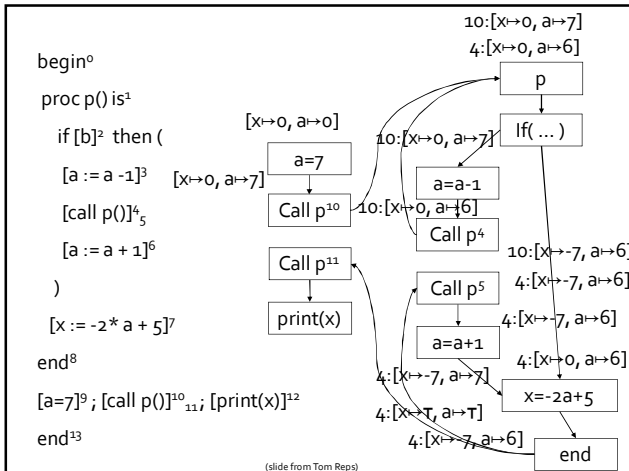 begin⁰
proc p() is¹
if [b]² then (
[a := a -1]³
[call p()]⁴₅
[a := a + 1]⁶
)
[x := -2* a + 5]⁷
end⁸
[a=7]⁹ ; [call p()]¹⁰₁₁ ; [print(x)]¹²
end¹³
[x↦0, a↦0]
a=7
[x↦0, a↦7]
Call p¹⁰
Call p¹¹
print(x)
10:[x↦0, a↦7]
4:[x↦0, a↦6]
p
If( ... )
10:[x↦0, a↦7]
a=a-1
10:[x↦0, a↦6]
Call p⁴
10:[x↦-7, a↦6]
4:[x↦-7, a↦6]
Call p⁵
4:[x↦-7, a↦6]
a=a+1
4:[x↦0, a↦6]
4:[x↦-7, a↦7]
x=-2a+5
4:[x↦T, a↦T]
4:[x↦-7, a↦6]
end
(slide from Tom Reps)